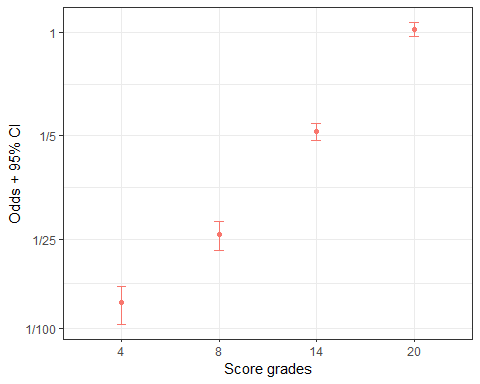 1
1/5
1/25
1/100
Odds + 95% CI
4 8 14 20
Score grades